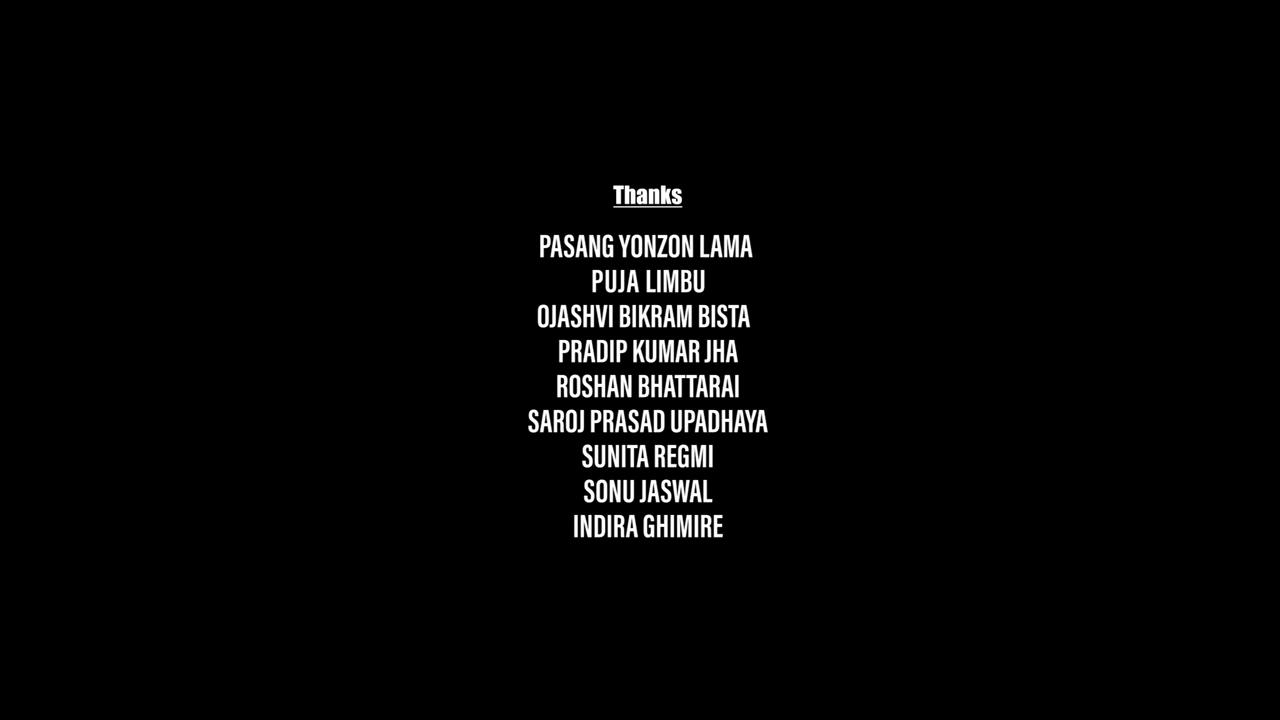 Thanks
PASANG YONZON LAMA
PUJA LIMBU
OJASHVI BIKRAM BISTA
PRADIP KUMAR JHA
ROSHAN BHATTARAI
SAROJ PRASAD UPADHAYA
SUNITA REGMI
SONU JASWAL
INDIRA GHIMIRE